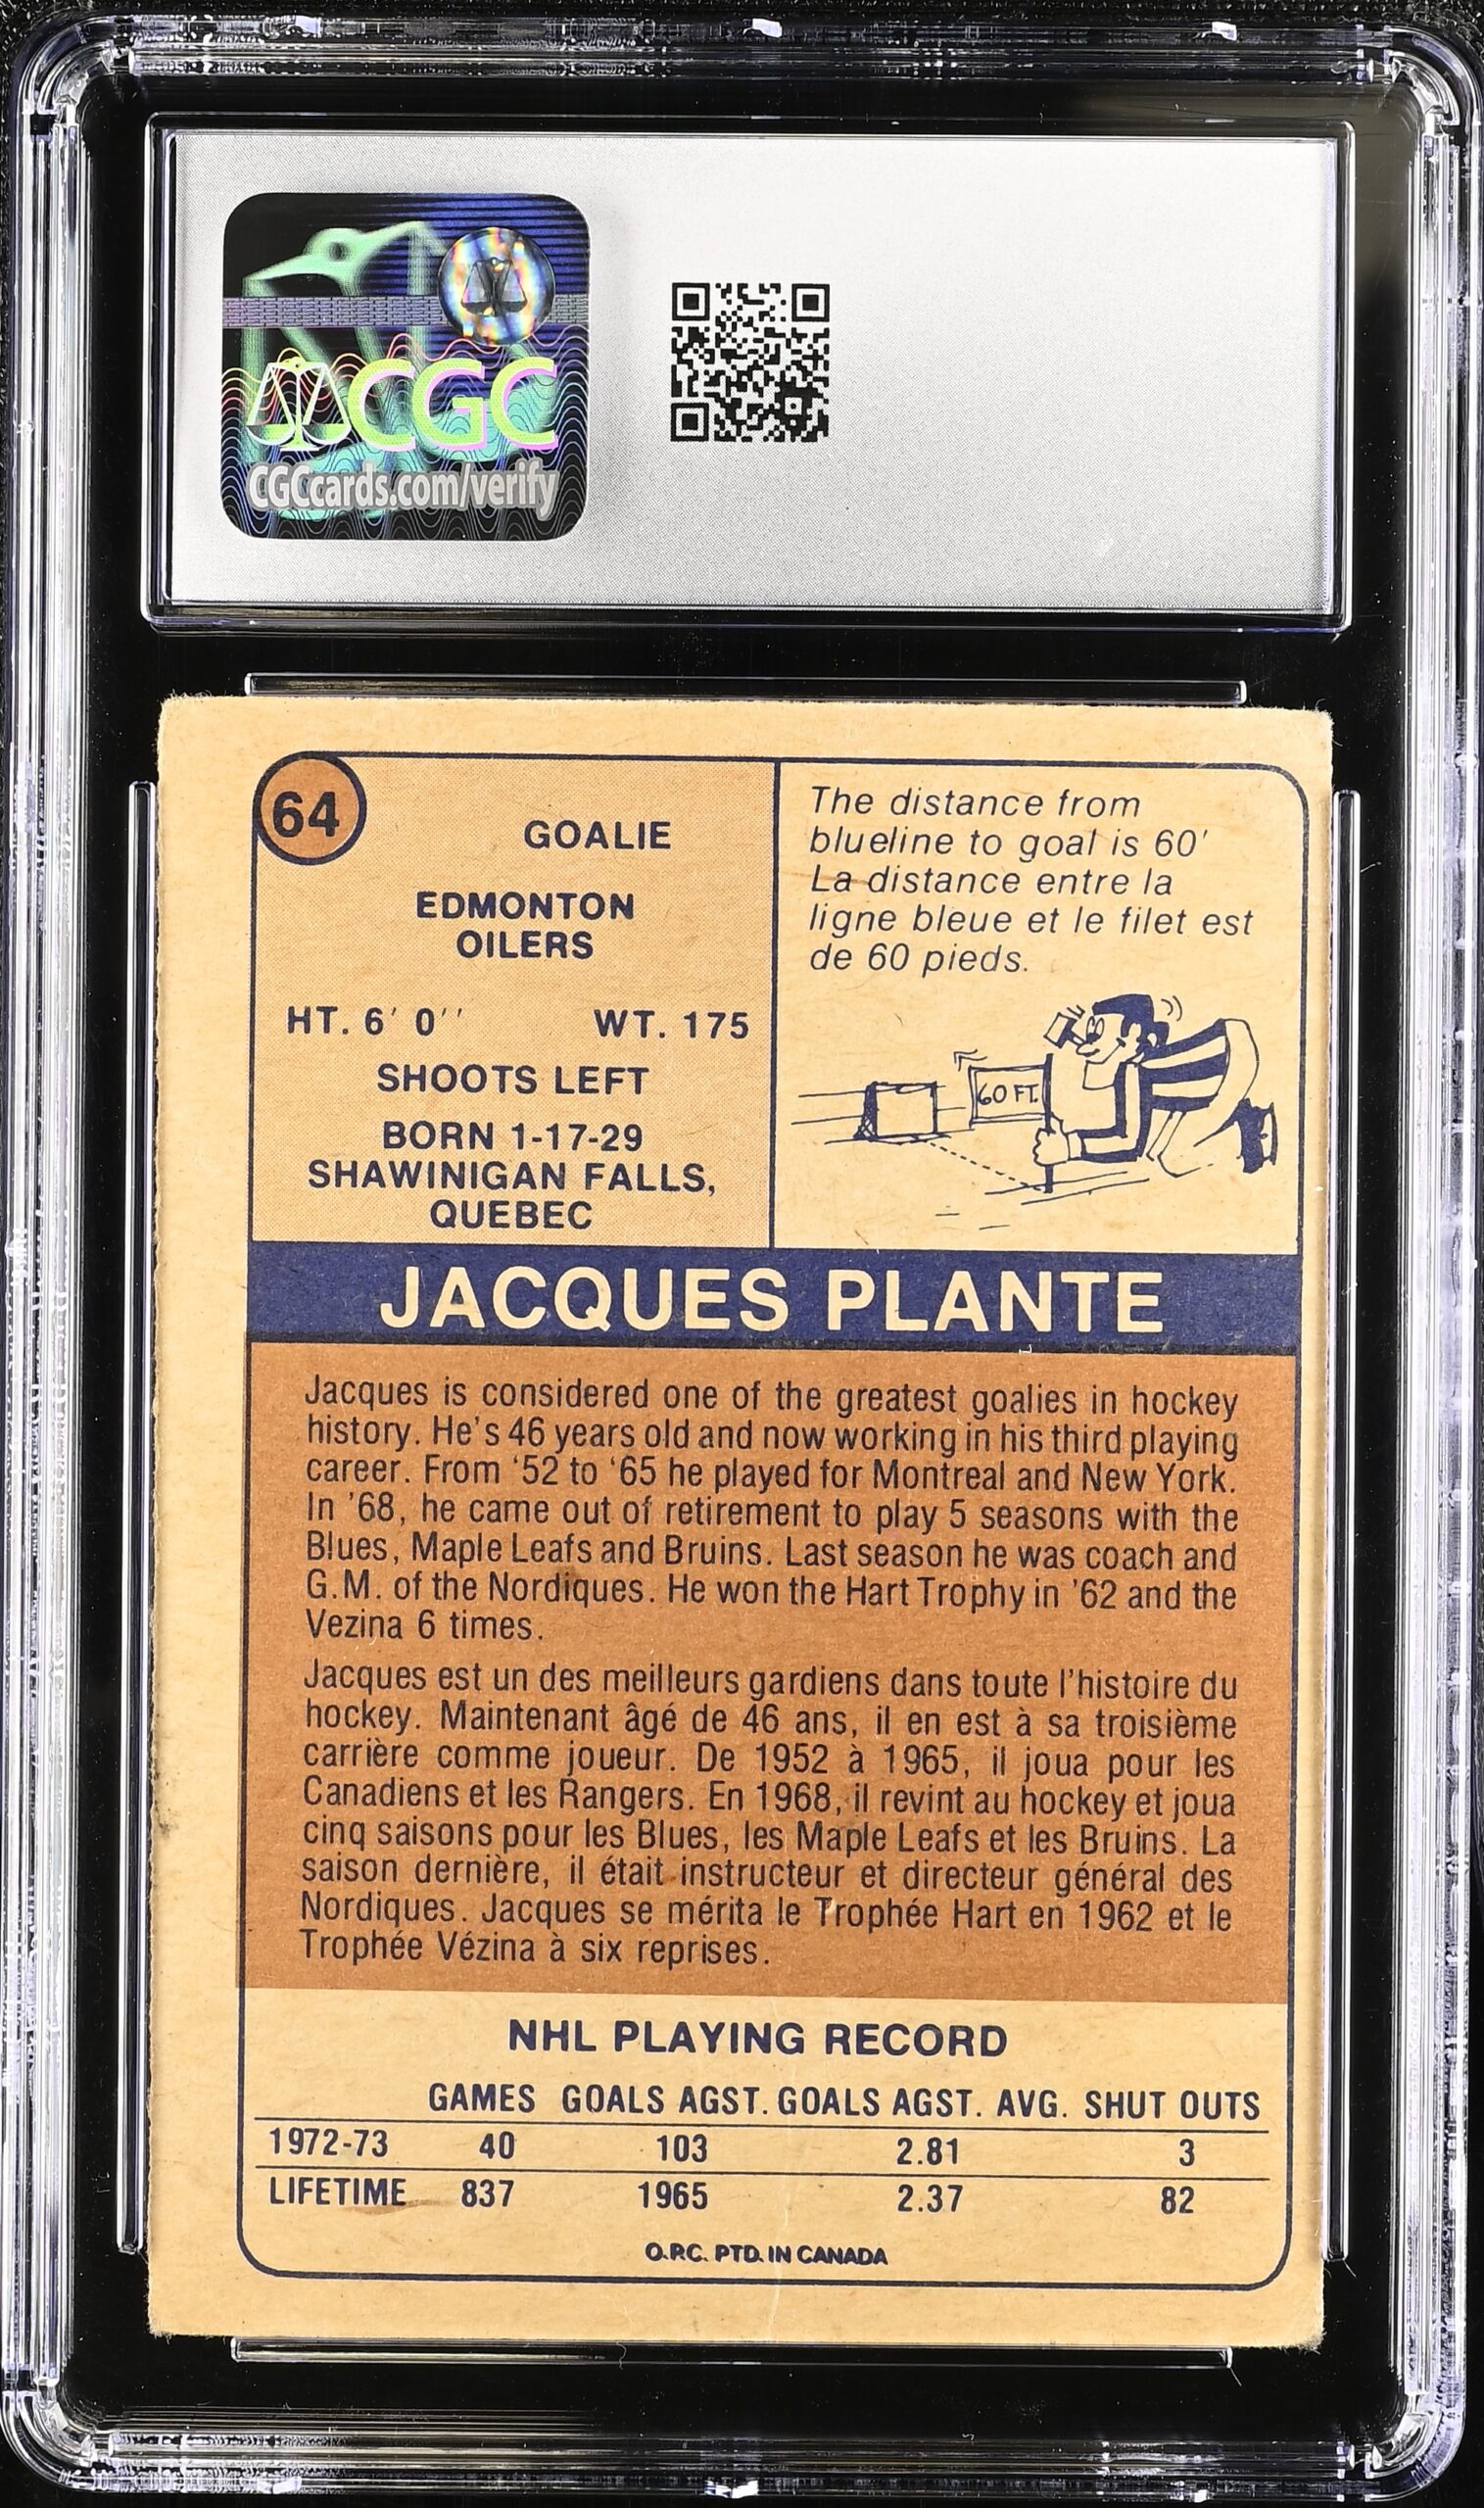 CGC
CGCcards.com/verify
64
GOALIE
EDMONTON
OILERS
HT. 6' 0'' WT. 175
SHOOTS LEFT
BORN 1-17-29
SHAWINIGAN FALLS,
QUEBEC
The distance from
blueline to goal is 60'
La distance entre la
ligne bleue et le filet est
de 60 pieds.
60 FT.
JACQUES PLANTE
Jacques is considered one of the greatest goalies in hockey
history. He's 46 years old and now working in his third playing
career. From '52 to '65 he played for Montreal and New York.
In '68, he came out of retirement to play 5 seasons with the
Blues, Maple Leafs and Bruins. Last season he was coach and
G.M. of the Nordiques. He won the Hart Trophy in '62 and the
Vezina 6 times.
Jacques est un des meilleurs gardiens dans toute l'histoire du
hockey. Maintenant âgé de 46 ans, il en est à sa troisième
carrière comme joueur. De 1952 à 1965, il joua pour les
Canadiens et les Rangers. En 1968, il revint au hockey et joua
cinq saisons pour les Blues, les Maple Leafs et les Bruins. La
saison dernière, il était instructeur et directeur général des
Nordiques. Jacques se mérita le Trophée Hart en 1962 et le
Trophée Vézina à six reprises.
NHL PLAYING RECORD
GAMES GOALS AGST. GOALS AGST. AVG. SHUT OUTS
1972-73 40 103 2.81 3
LIFETIME 837 1965 2.37 82
O.P.C. PTD. IN CANADA